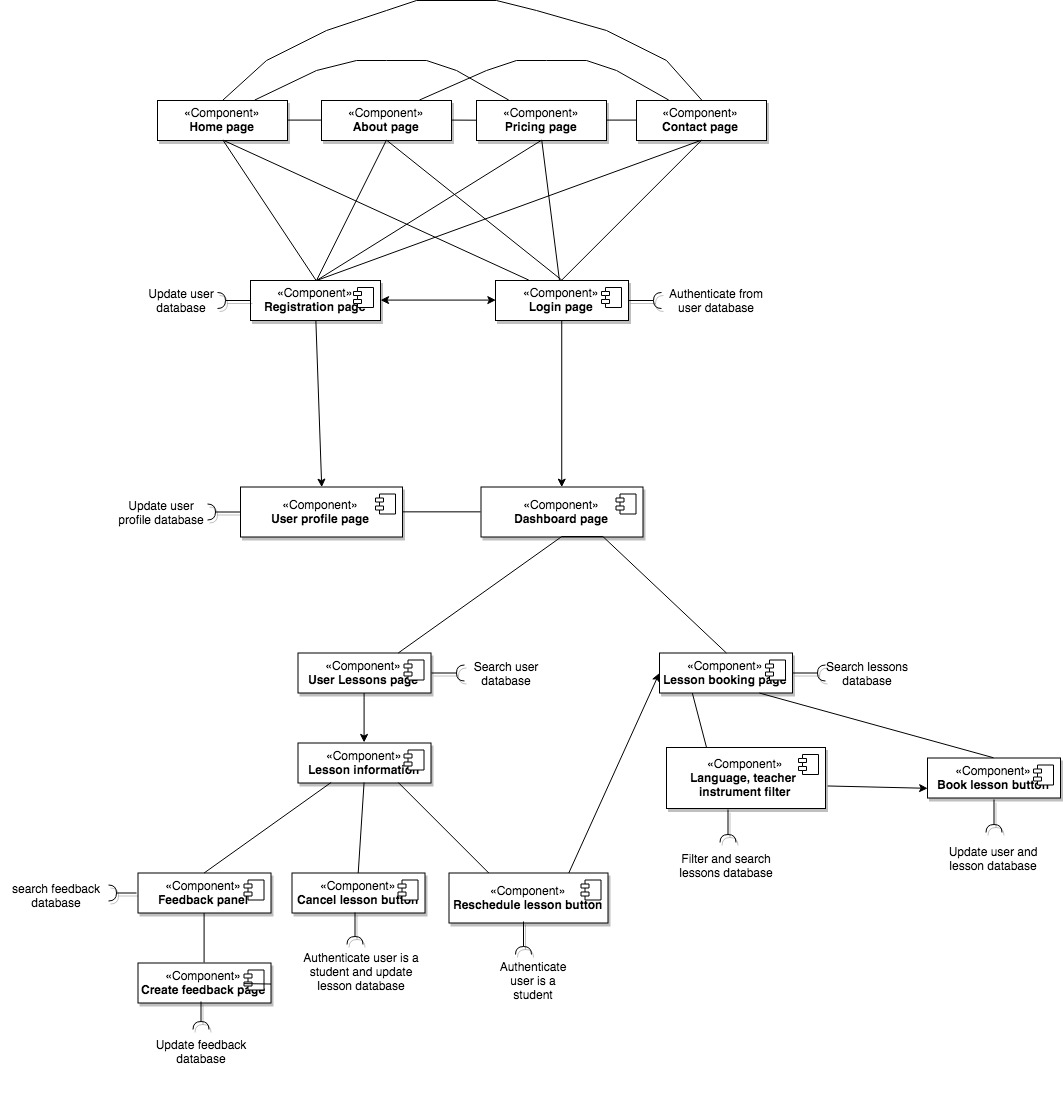 «Component»
Home page
«Component»
About page
«Component»
Pricing page
«Component»
Contact page
Update user
database
«Component»
Registration page
«Component»
Login page
Authenticate from
user database
Update user
profile database
«Component»
User profile page
«Component»
Dashboard page
«Component»
User Lessons page
Search user
database
«Component»
Lesson booking page
Search lessons
database
«Component»
Lesson information
«Component»
Language, teacher
instrument filter
«Component»
Book lesson button
Filter and search
lessons database
Update user and
lesson database
search feedback
database
«Component»
Feedback panel
«Component»
Cancel lesson button
«Component»
Reschedule lesson button
Authenticate user is a
student and update
lesson database
Authenticate
user is a
student
«Component»
Create feedback page
Update feedback
database